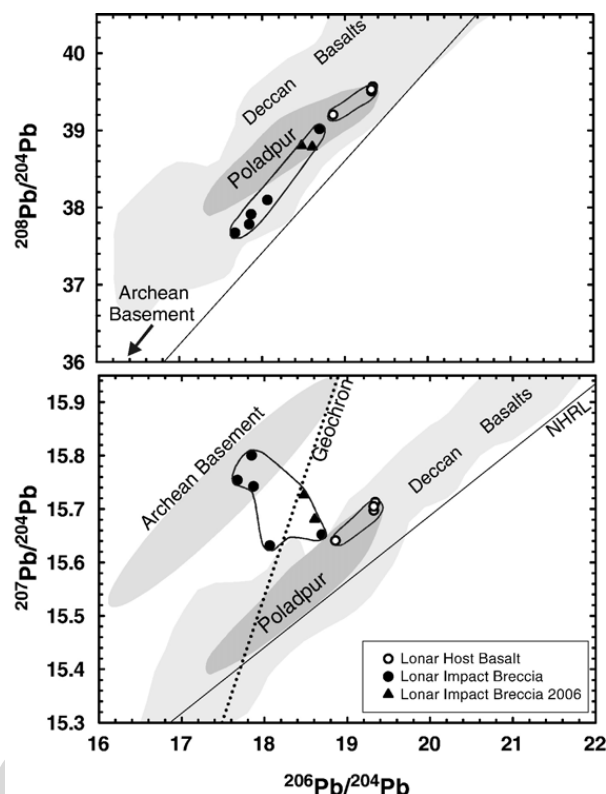 40
39
38
37
36
208Pb/204Pb
Deccan Basalts
Poladpur
Archean
Basement
15.9
15.8
15.7
15.6
15.5
15.4
15.3
207Pb/204Pb
Archean Basement
Geochron
Deccan Basalts
NHRL
Poladpur
Lonar Host Basalt
Lonar Impact Breccia
Lonar Impact Breccia 2006
16 17 18 19 20 21 22
206Pb/204Pb